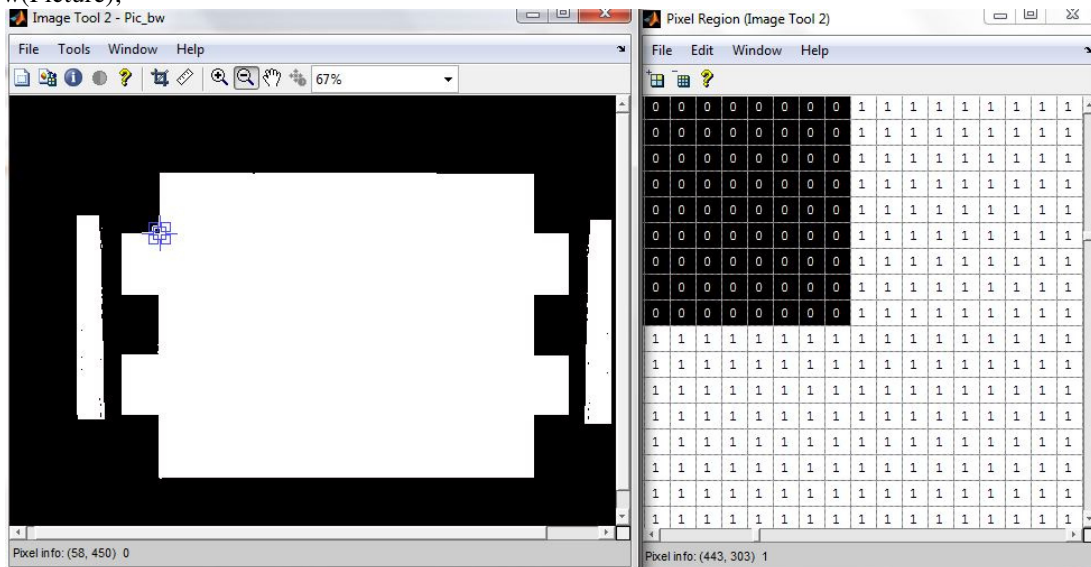 w(Picture);
Image Tool 2 - Pic_bw
File Tools Window Help
67%
Pixel info: (58, 450) 0
Pixel Region (Image Tool 2)
File Edit Window Help
0 0 0 0 0 0 0 0 1 1 1 1 1 1 1 1 1
0 0 0 0 0 0 0 0 1 1 1 1 1 1 1 1 1
0 0 0 0 0 0 0 0 1 1 1 1 1 1 1 1 1
0 0 0 0 0 0 0 0 1 1 1 1 1 1 1 1 1
0 0 0 0 0 0 0 0 1 1 1 1 1 1 1 1 1
0 0 0 0 0 0 0 0 1 1 1 1 1 1 1 1 1
0 0 0 0 0 0 0 0 1 1 1 1 1 1 1 1 1
0 0 0 0 0 0 0 0 1 1 1 1 1 1 1 1 1
0 0 0 0 0 0 0 0 1 1 1 1 1 1 1 1 1
1 1 1 1 1 1 1 1 1 1 1 1 1 1 1 1 1
1 1 1 1 1 1 1 1 1 1 1 1 1 1 1 1 1
1 1 1 1 1 1 1 1 1 1 1 1 1 1 1 1 1
1 1 1 1 1 1 1 1 1 1 1 1 1 1 1 1 1
1 1 1 1 1 1 1 1 1 1 1 1 1 1 1 1 1
1 1 1 1 1 1 1 1 1 1 1 1 1 1 1 1 1
1 1 1 1 1 1 1 1 1 1 1 1 1 1 1 1 1
1 1 1 1 1 1 1 1 1 1 1 1 1 1 1 1 1
Pixel info: (443, 303) 1